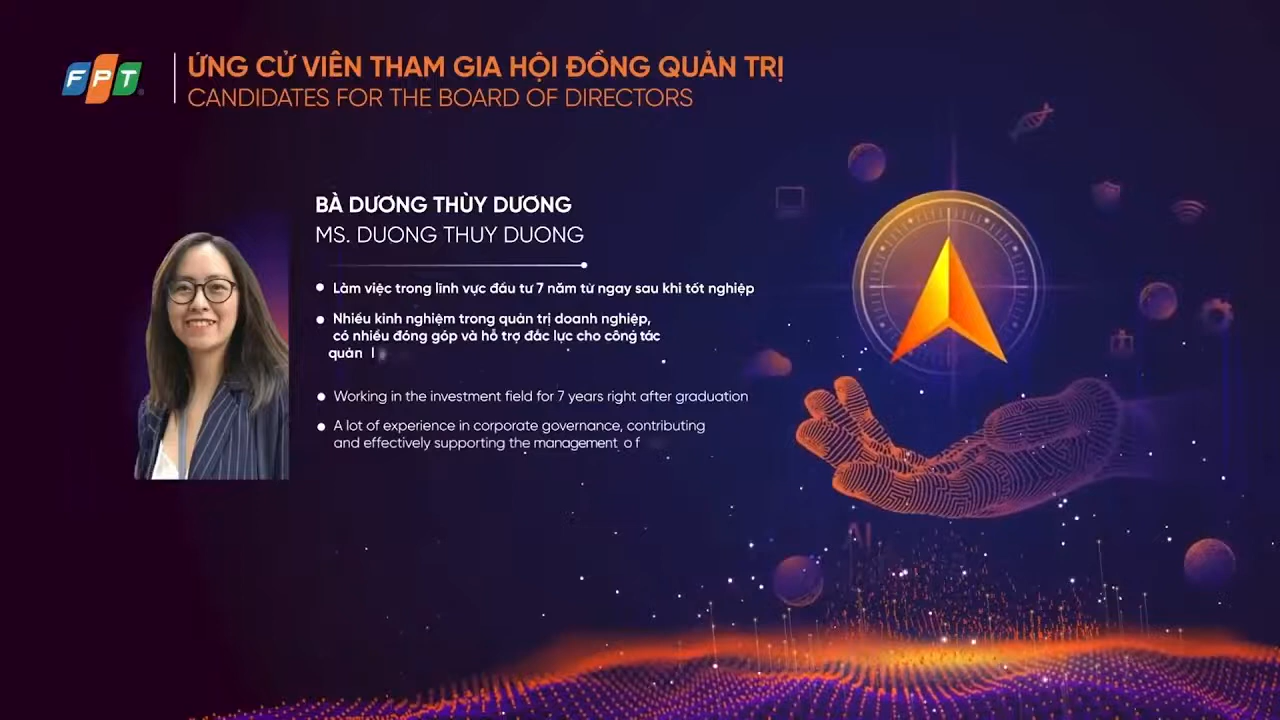 FPT
ỨNG CỬ VIÊN THAM GIA HỘI ĐỒNG QUẢN TRỊ
CANDIDATES FOR THE BOARD OF DIRECTORS
BÀ DƯƠNG THÙY DƯƠNG
MS. DUONG THUY DUONG
Làm việc trong lĩnh vực đầu tư 7 năm từ ngay sau khi tốt nghiệp
Nhiều kinh nghiệm trong quản trị doanh nghiệp,
có nhiều đóng góp và hỗ trợ đắc lực cho công tác
quản l
Working in the investment field for 7 years right after graduation
A lot of experience in corporate governance, contributing
and effectively supporting the management of
AI